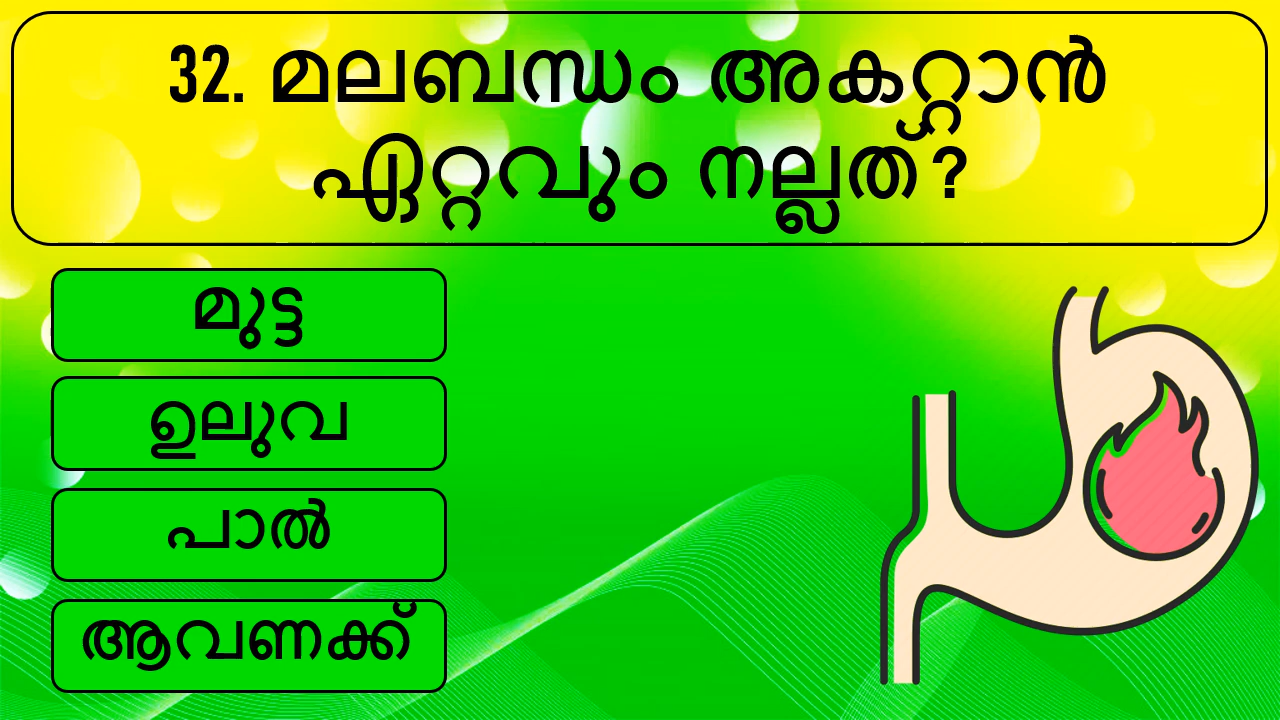 32. മലബന്ധം അകറ്റാൻ
ഏറ്റവും നല്ലത്?
മുട്ട
ഉലുവ
പാൽ
ആവണക്ക്